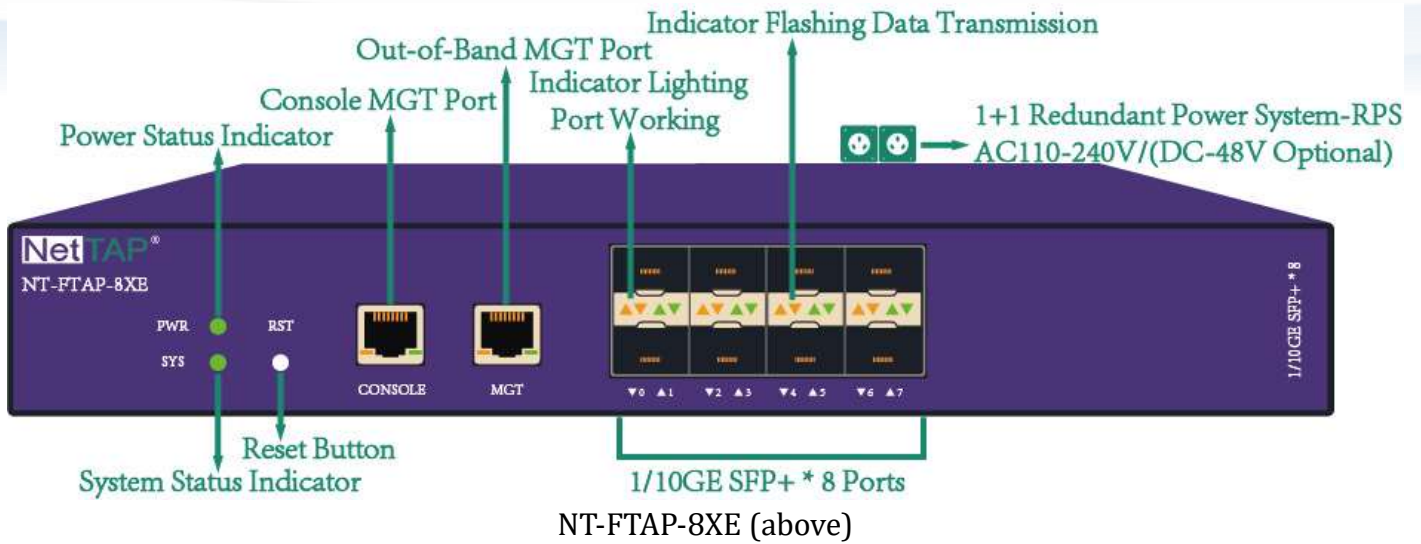 Indicator Flashing Data Transmission
Out-of-Band MGT Port
Indicator Lighting
Port Working
Console MGT Port
Power Status Indicator
1+1 Redundant Power System-RPS
AC110-240V/(DC-48V Optional)
NetTAP®
NT-FTAP-8XE
PWR
RST
SYS
CONSOLE
MGT
▼0 ▲1 ▼2 ▲3 ▼4 ▲5 ▼6 ▲7
1/10GE SFP+ * 8
Reset Button
System Status Indicator
1/10GE SFP+ * 8 Ports
NT-FTAP-8XE (above)